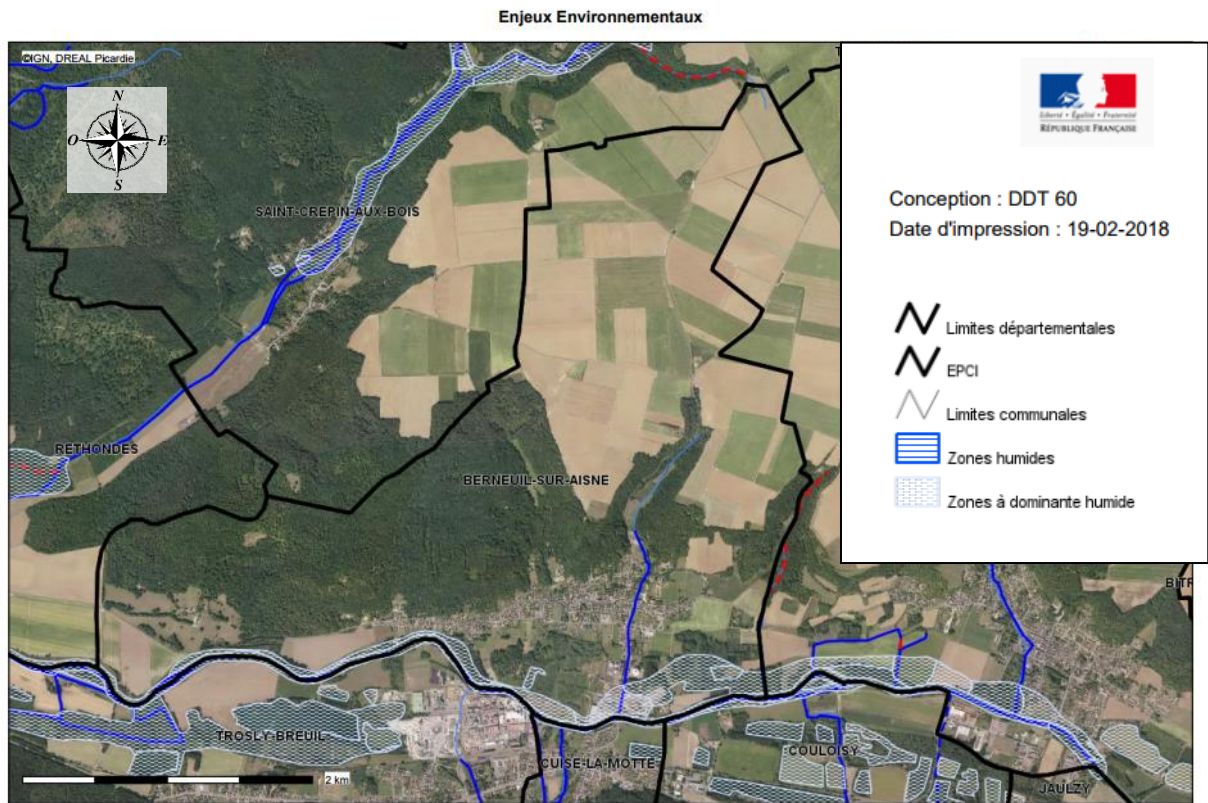 Enjeux Environnementaux
©IGN, DREAL Picardie
N
O
E
S
Liberté • Égalité • Fraternité
RÉPUBLIQUE FRANÇAISE
Conception : DDT 60
Date d'impression : 19-02-2018
Limites départementales
EPCI
Limites communales
Zones humides
Zones à dominante humide
SAINT-CREPIN-AUX-BOIS
RETHONDES
BERNEUIL-SUR-AISNE
BITR
TROSLY-BREUIL
COULOISY
CUISE-LA-MOTTE
2 km
JAULZY